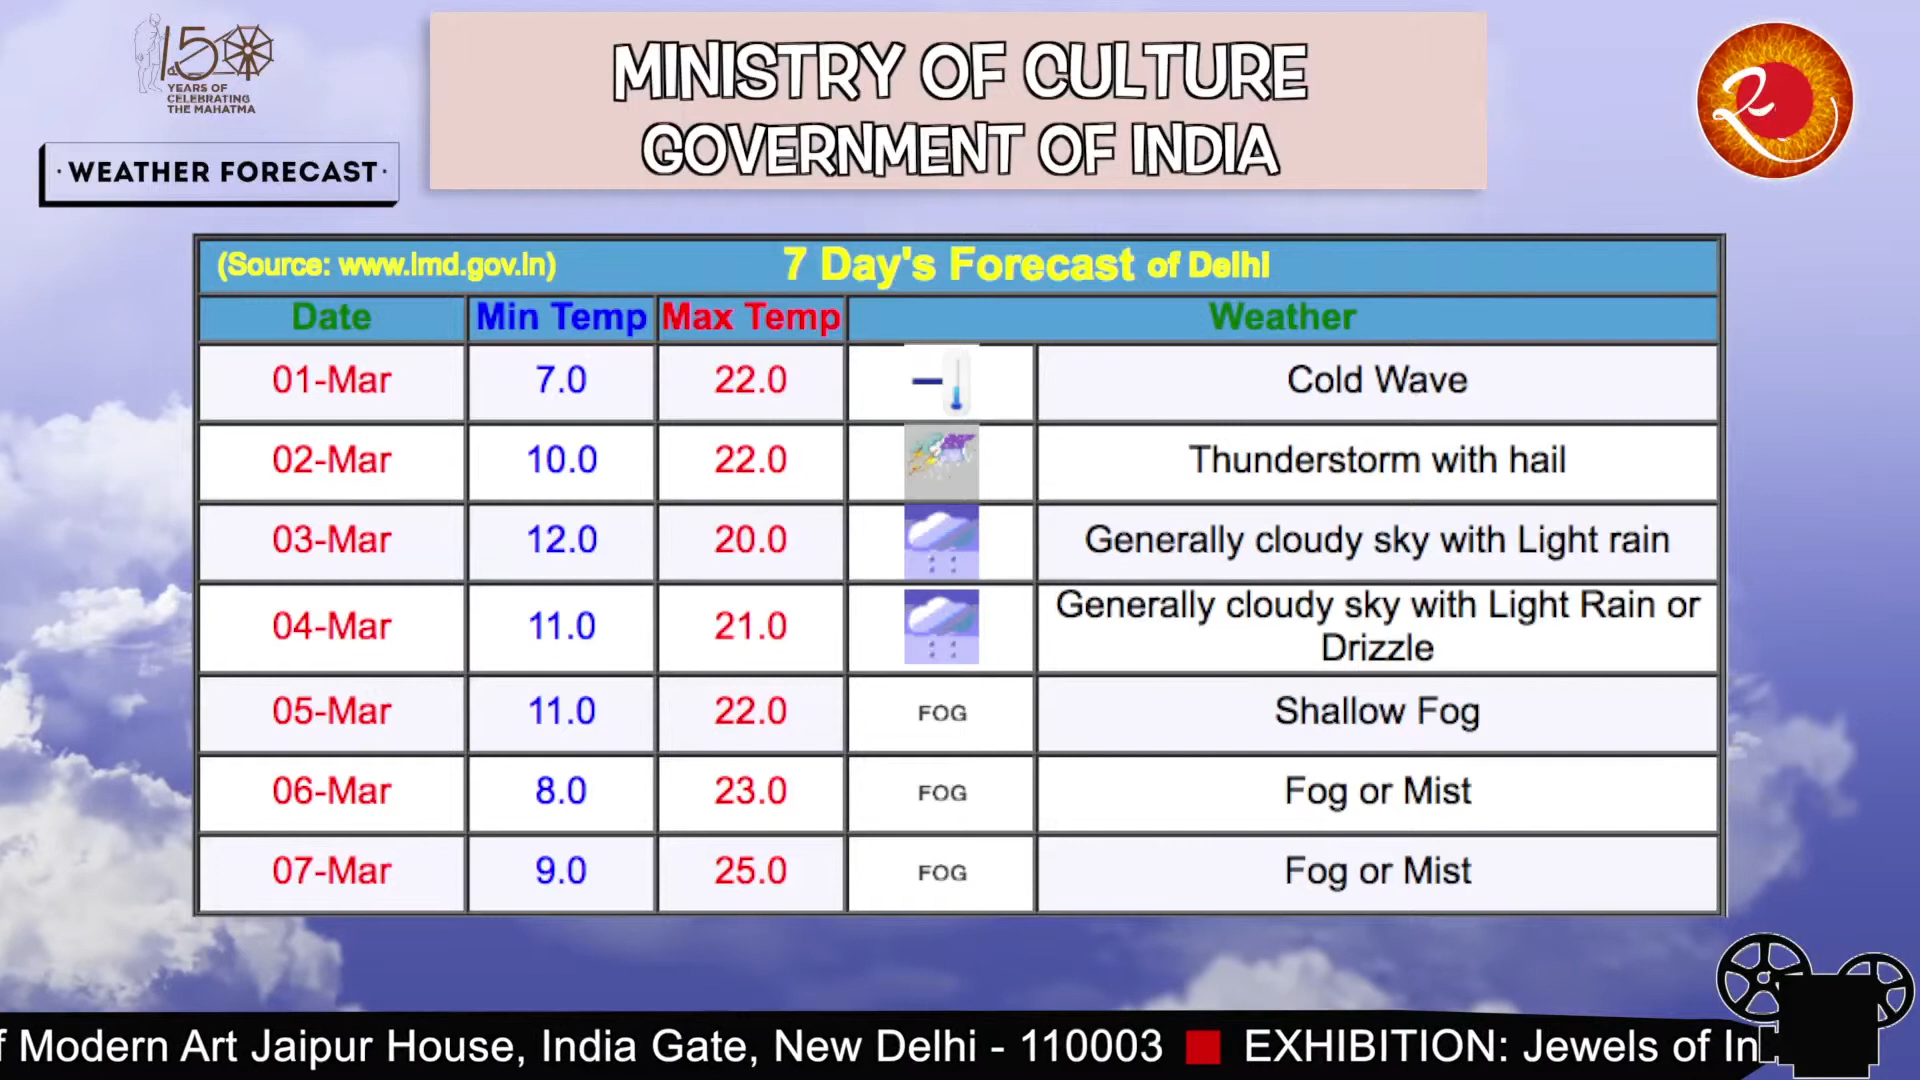 150
YEARS OF
CELEBRATING
THE MAHATMA
· WEATHER FORECAST ·
MINISTRY OF CULTURE
GOVERNMENT OF INDIA
(Source: www.imd.gov.in) 7 Day's Forecast of Delhi
Date Min Temp Max Temp Weather
01-Mar 7.0 22.0 Cold Wave
02-Mar 10.0 22.0 Thunderstorm with hail
03-Mar 12.0 20.0 Generally cloudy sky with Light rain
04-Mar 11.0 21.0 Generally cloudy sky with Light Rain or
Drizzle
05-Mar 11.0 22.0 FOG Shallow Fog
06-Mar 8.0 23.0 FOG Fog or Mist
07-Mar 9.0 25.0 FOG Fog or Mist
f Modern Art Jaipur House, India Gate, New Delhi - 110003 EXHIBITION: Jewels of In